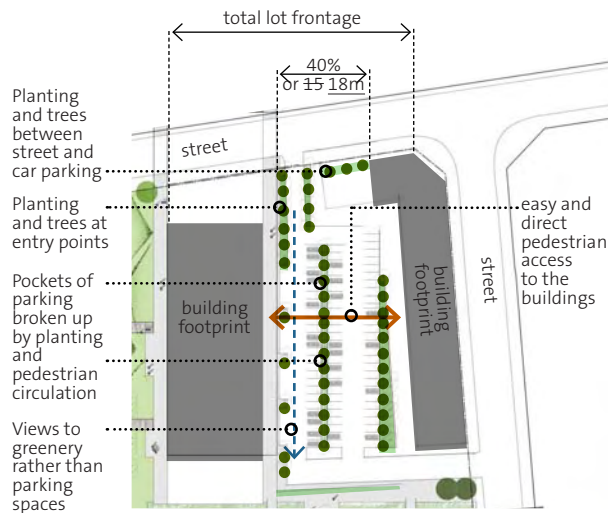 total lot frontage
40%
or 15 18m
Planting
and trees
between
street and
car parking
street
Planting
and trees at
entry points
easy and
direct
pedestrian
access
to the
buildings
street
Pockets of
parking
broken up
by planting
and
pedestrian
circulation
building
footprint
building
footprint
Views to
greenery
rather than
parking
spaces